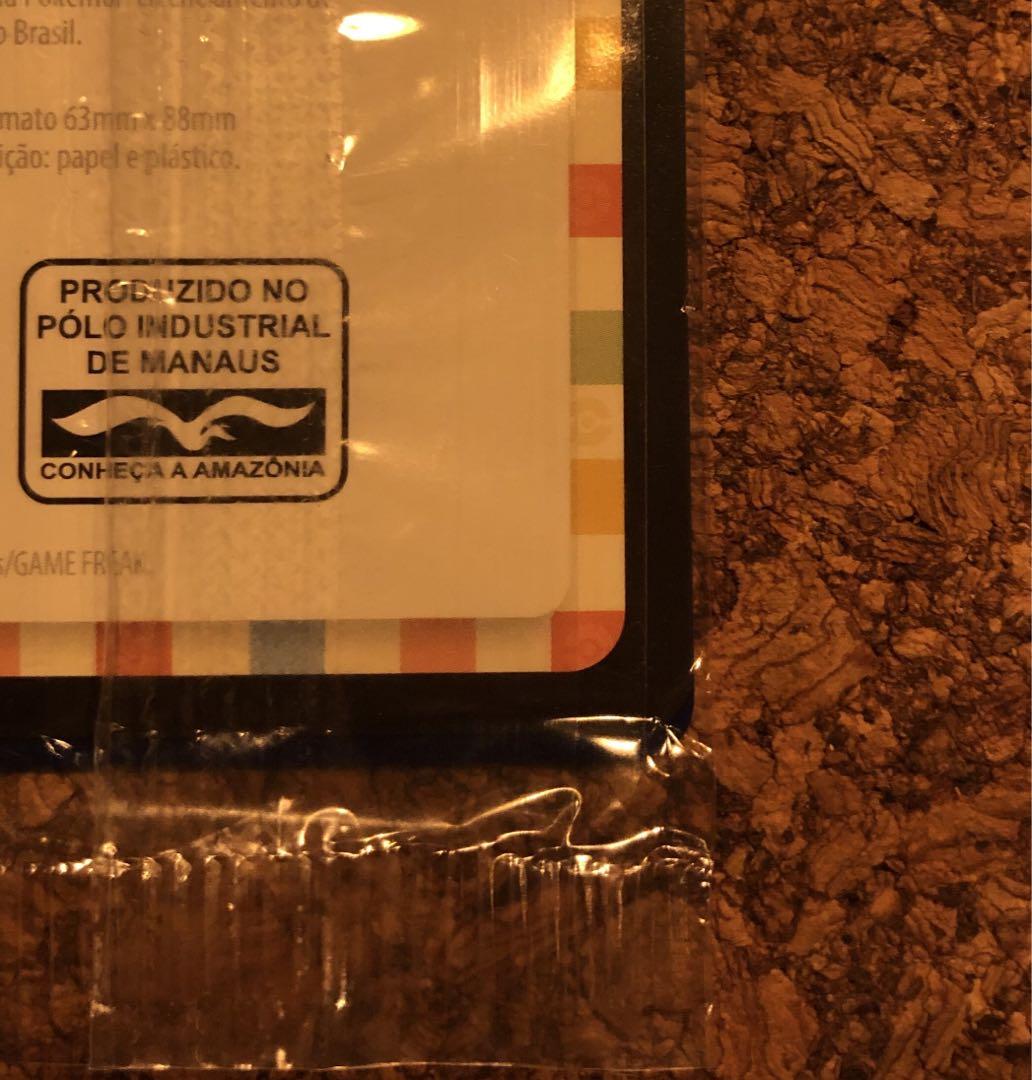 o Brasil.
mato 63mm x 88mm
ição: papel e plástico.
PRODUZIDO NO
PÓLO INDUSTRIAL
DE MANAUS
CONHEÇA A AMAZÔNIA
s/GAME FREAK.